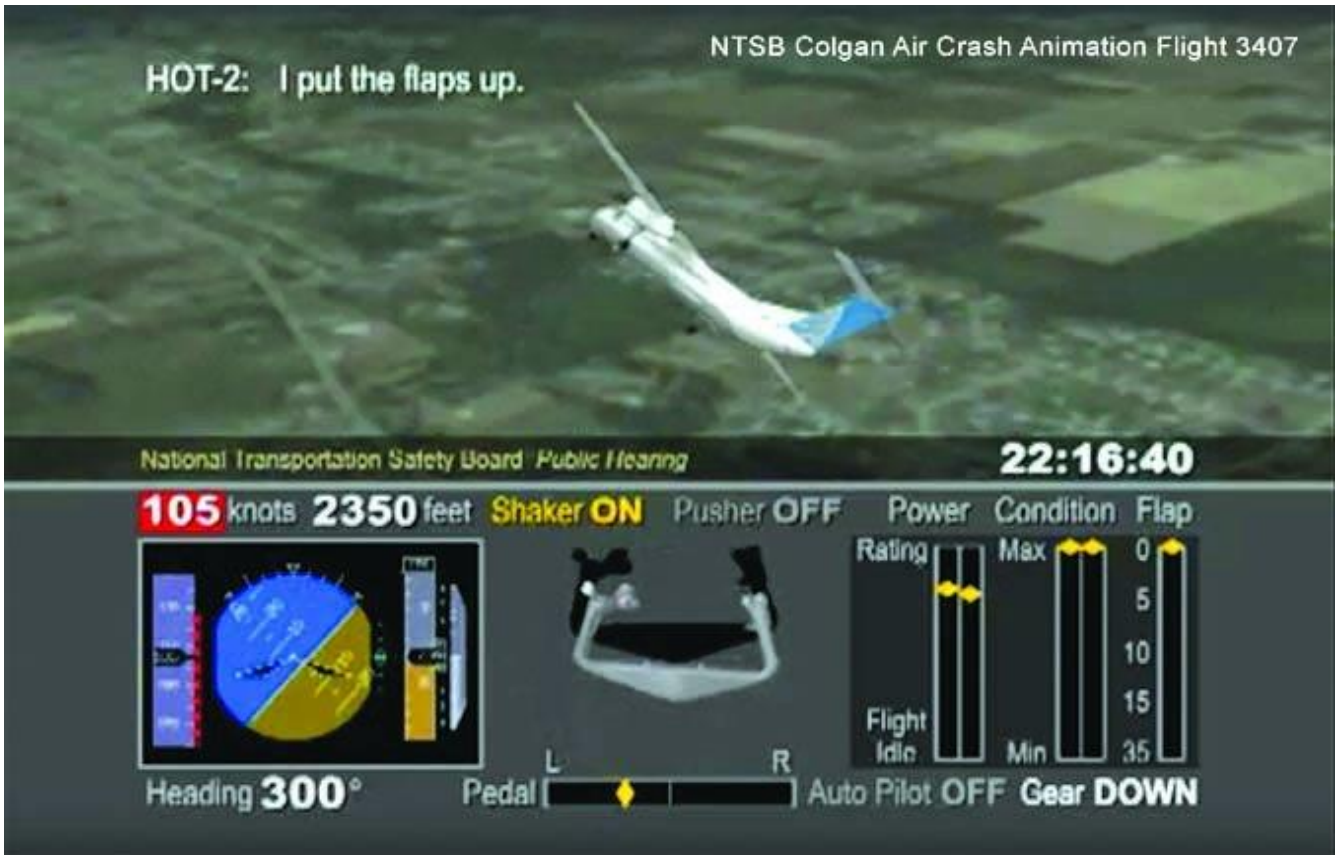 NTSB Colgan Air Crash Animation Flight 3407
HOT-2: I put the flaps up.
National Transportation Safety Board Public Hearing
22:16:40
105 knots 2350 feet Shaker ON Pusher OFF Power Condition Flap
Rating Max 0
5
10
15
Flight
Idle Min 35
L R
Heading 300° Pedal Auto Pilot OFF Gear DOWN